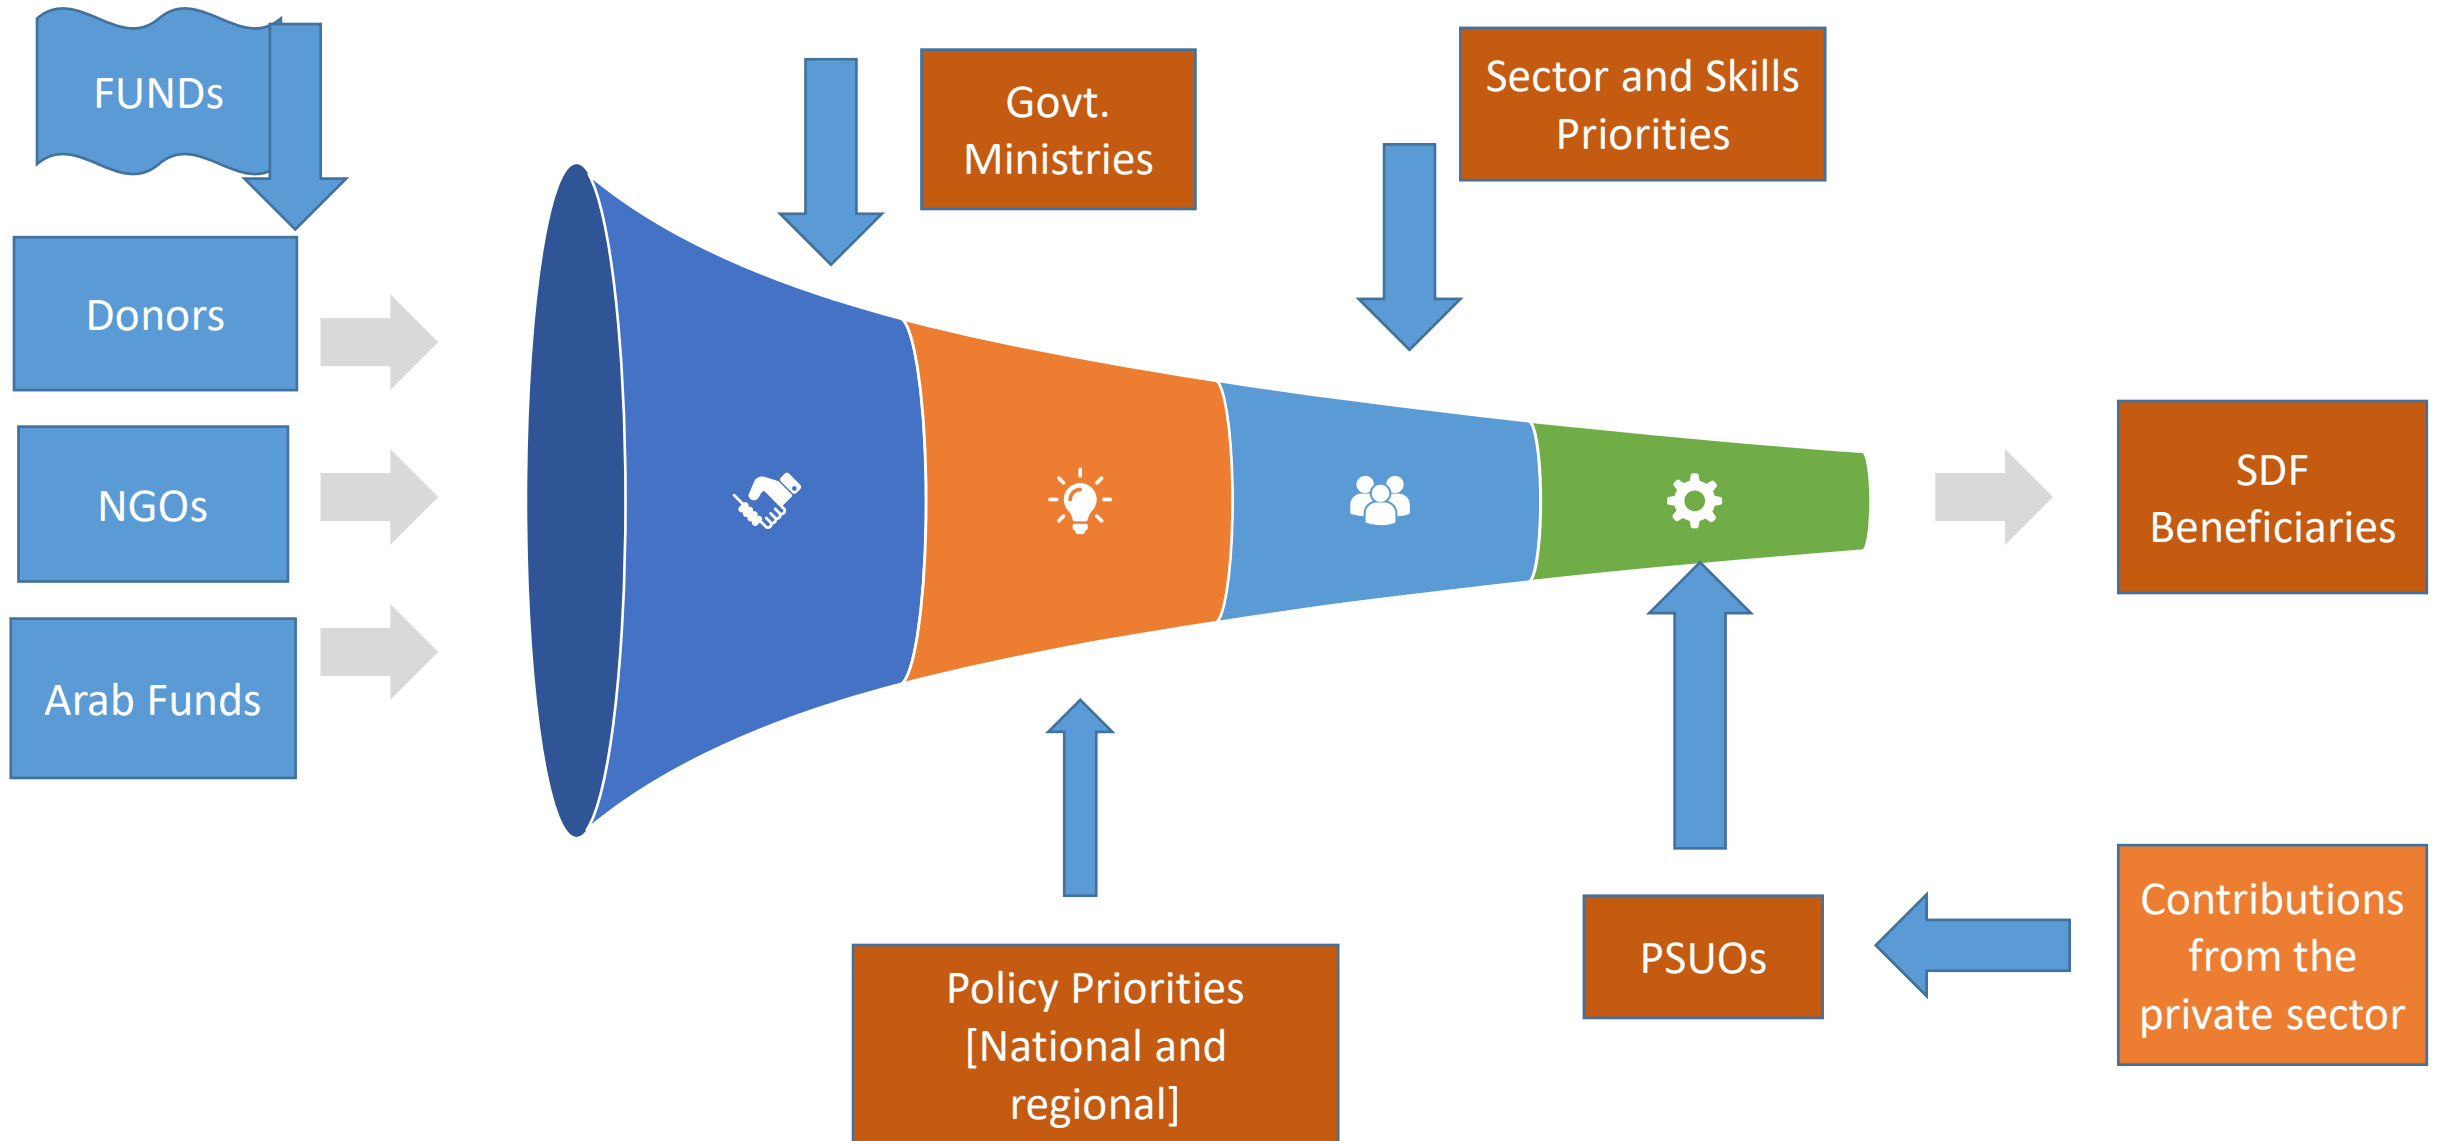 FUNDs
Donors
NGOs
Arab Funds
Govt.
Ministries
Sector and Skills
Priorities
SDF
Beneficiaries
Policy Priorities
[National and
regional]
PSUOs
Contributions
from the
private sector